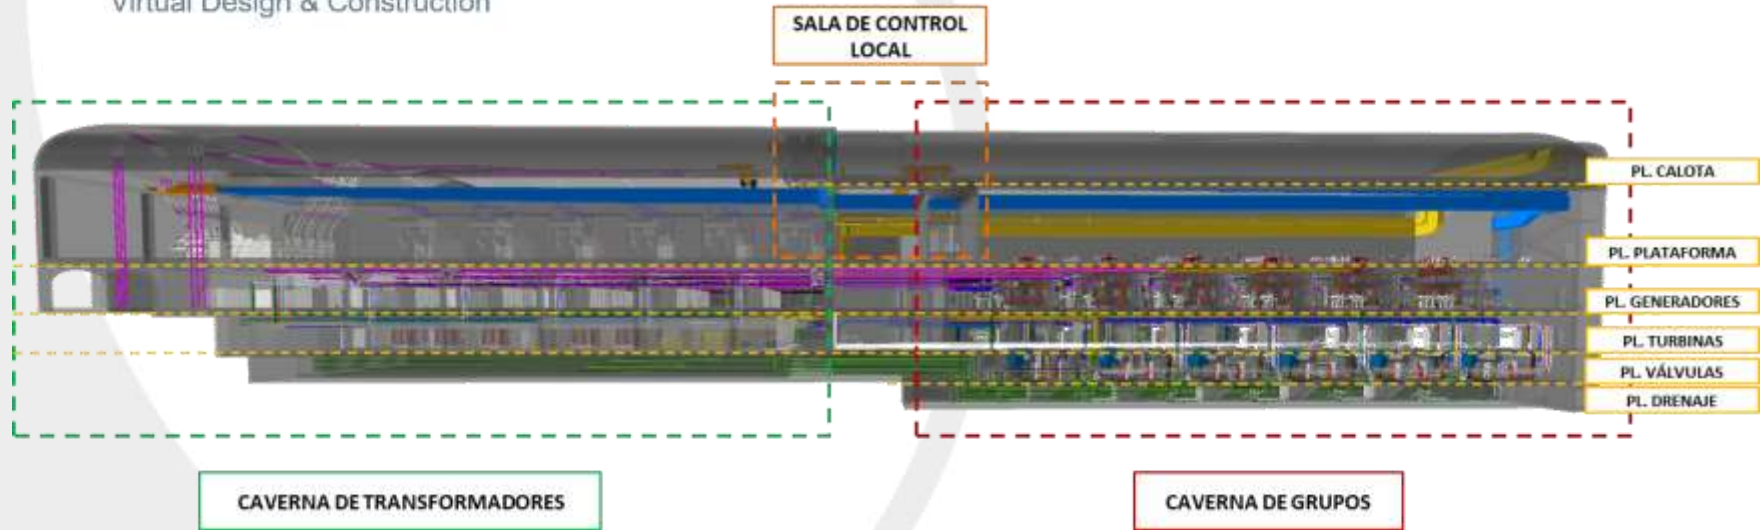 Virtual Design & Construction
SALA DE CONTROL
LOCAL
PL. CALOTA
PL. PLATAFORMA
PL. GENERADORES
PL. TURBINAS
PL. VÁLVULAS
PL. DRENAJE
CAVERNA DE TRANSFORMADORES
CAVERNA DE GRUPOS